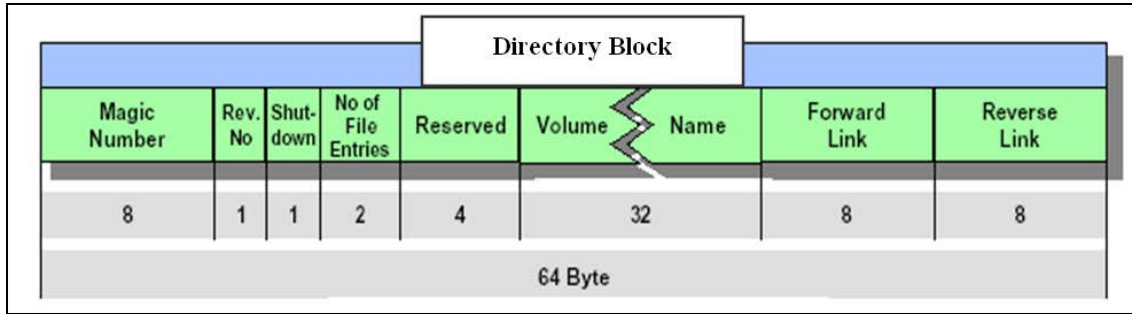 Directory Block
Magic
Number
Rev.
No
Shut-
down
No of
File
Entries
Reserved
Volume
Name
Forward
Link
Reverse
Link
8
1
1
2
4
32
8
8
64 Byte